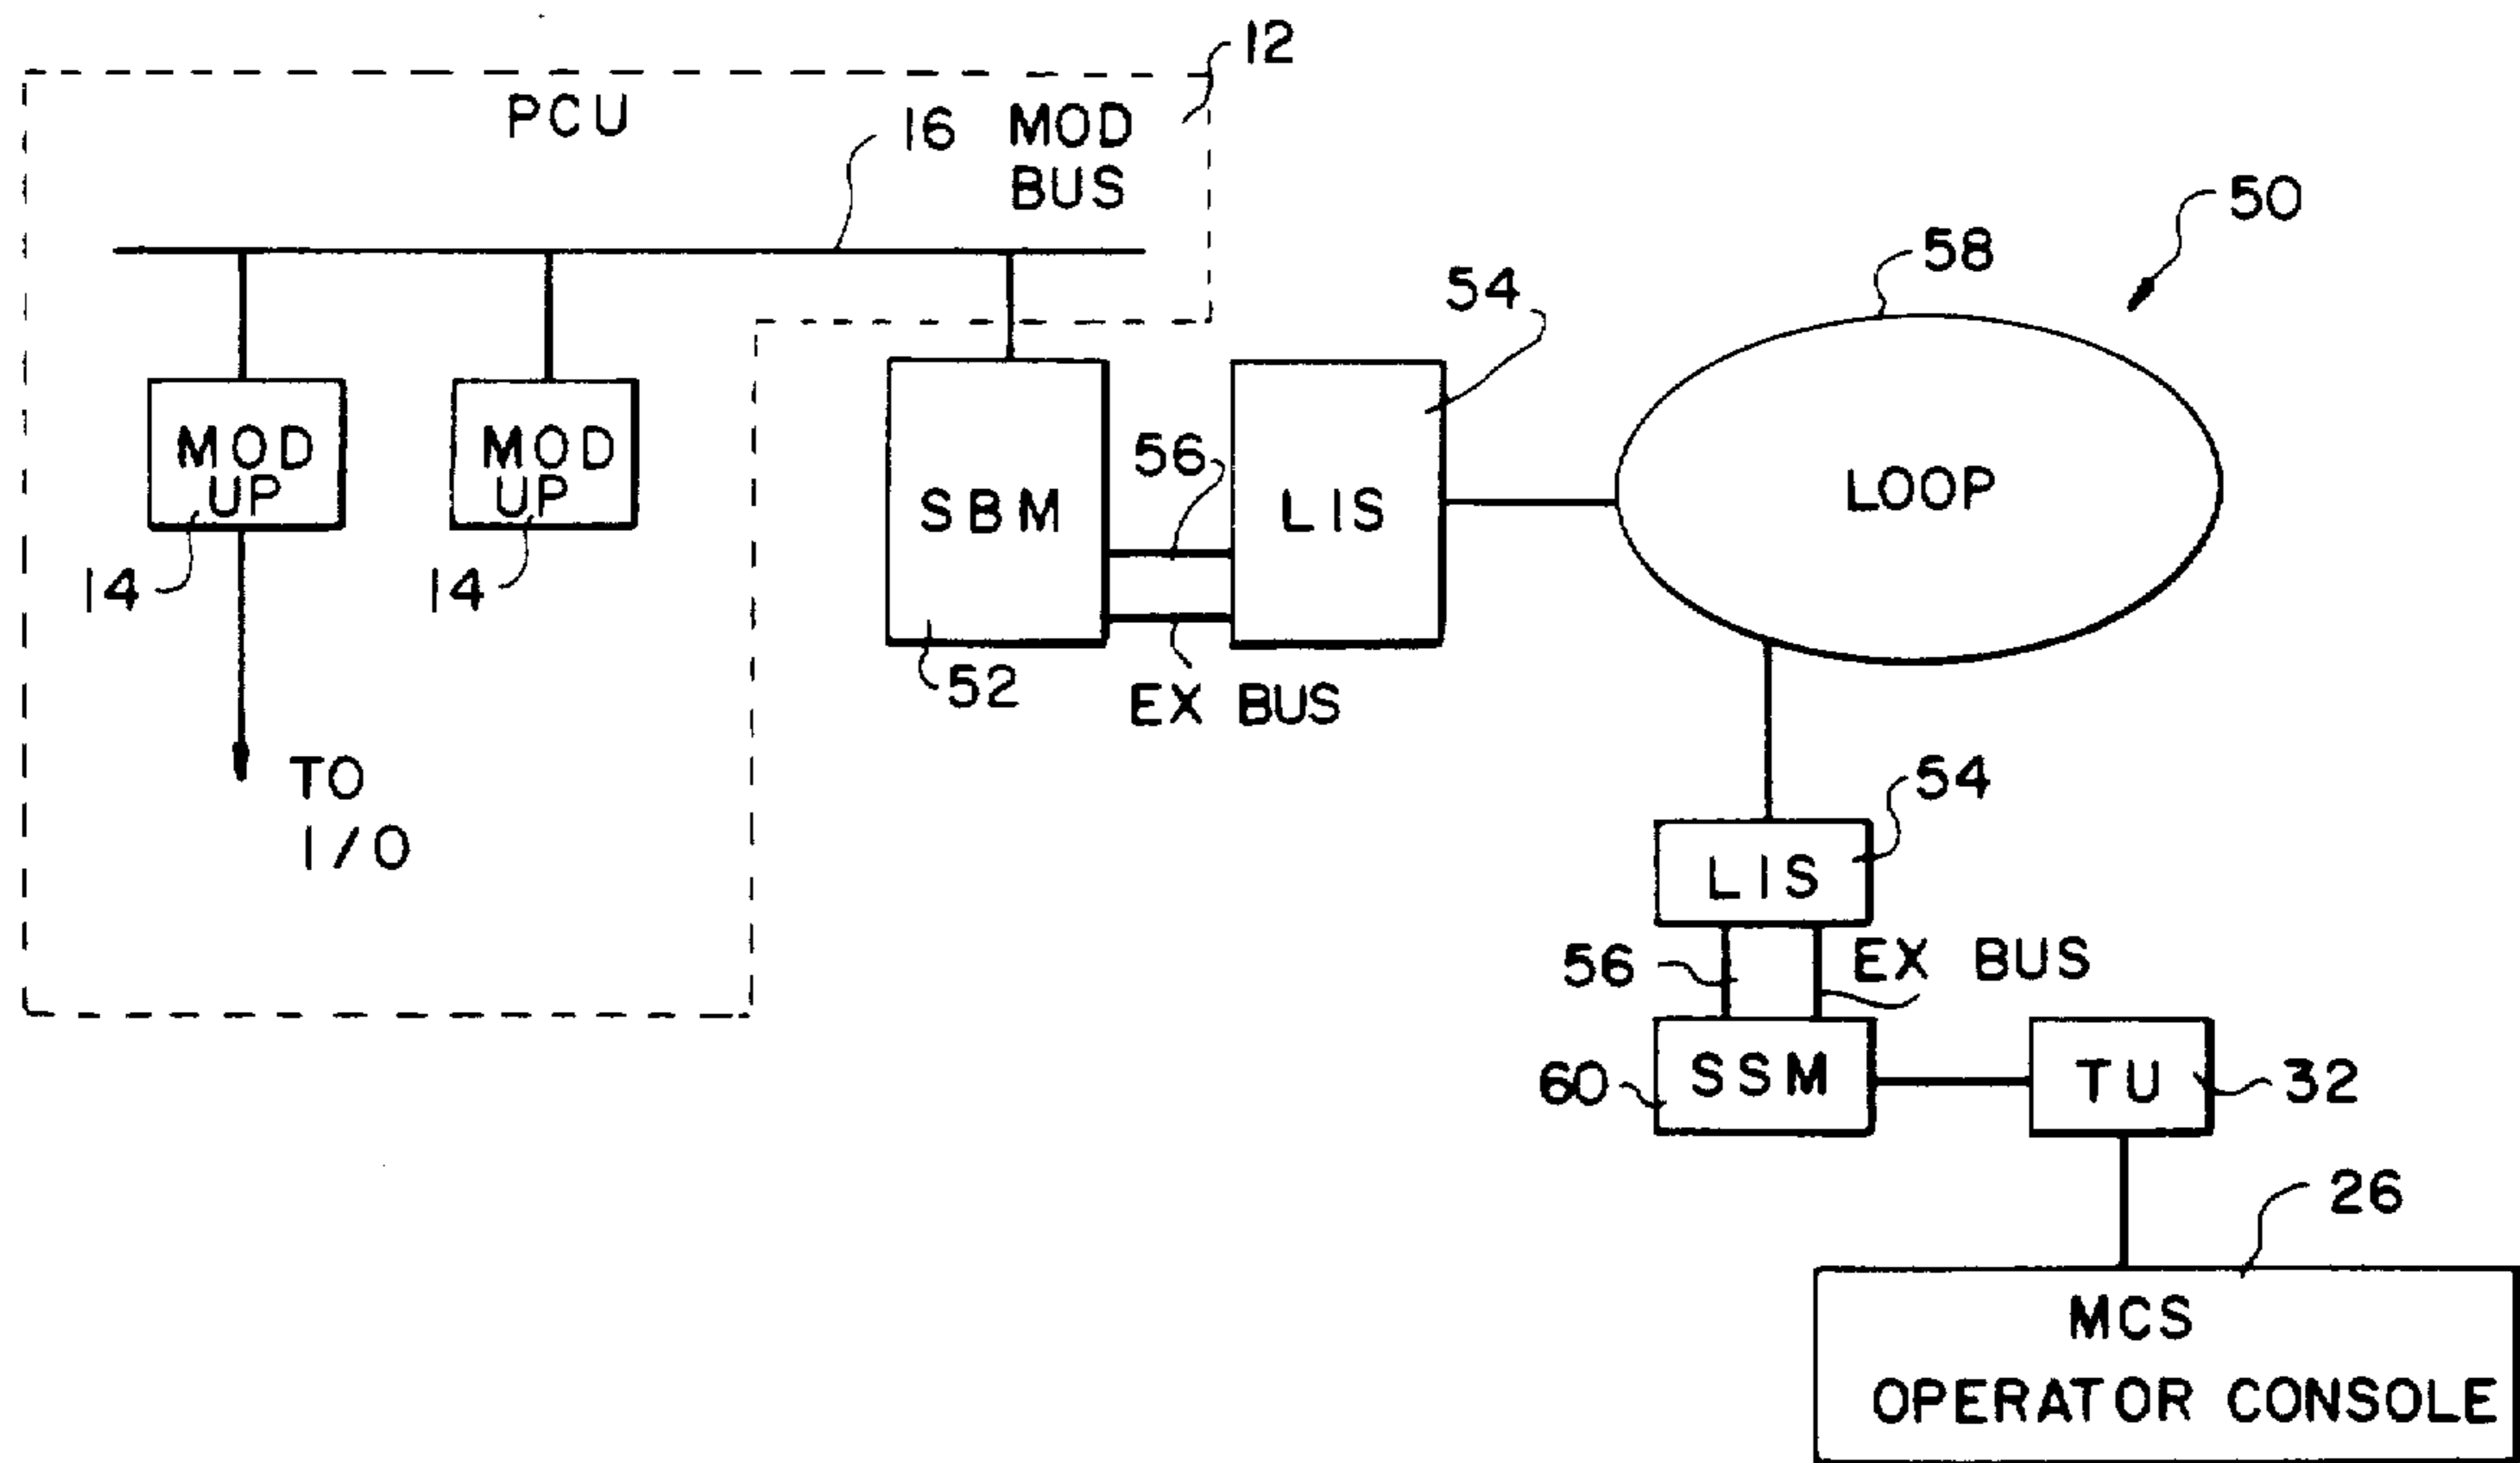 12
PCU
16 MOD
BUS
50
58
54
MOD
UP
MOD
UP
56
SBM
LIS
LOOP
14
14
52
EX BUS
TO
I/O
54
LIS
56
EX BUS
60
SSM
TU
32
26
MCS
OPERATOR CONSOLE